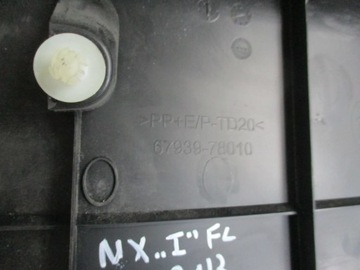 >PP+E/P-TD20<
67939-78010
NX „I" FL